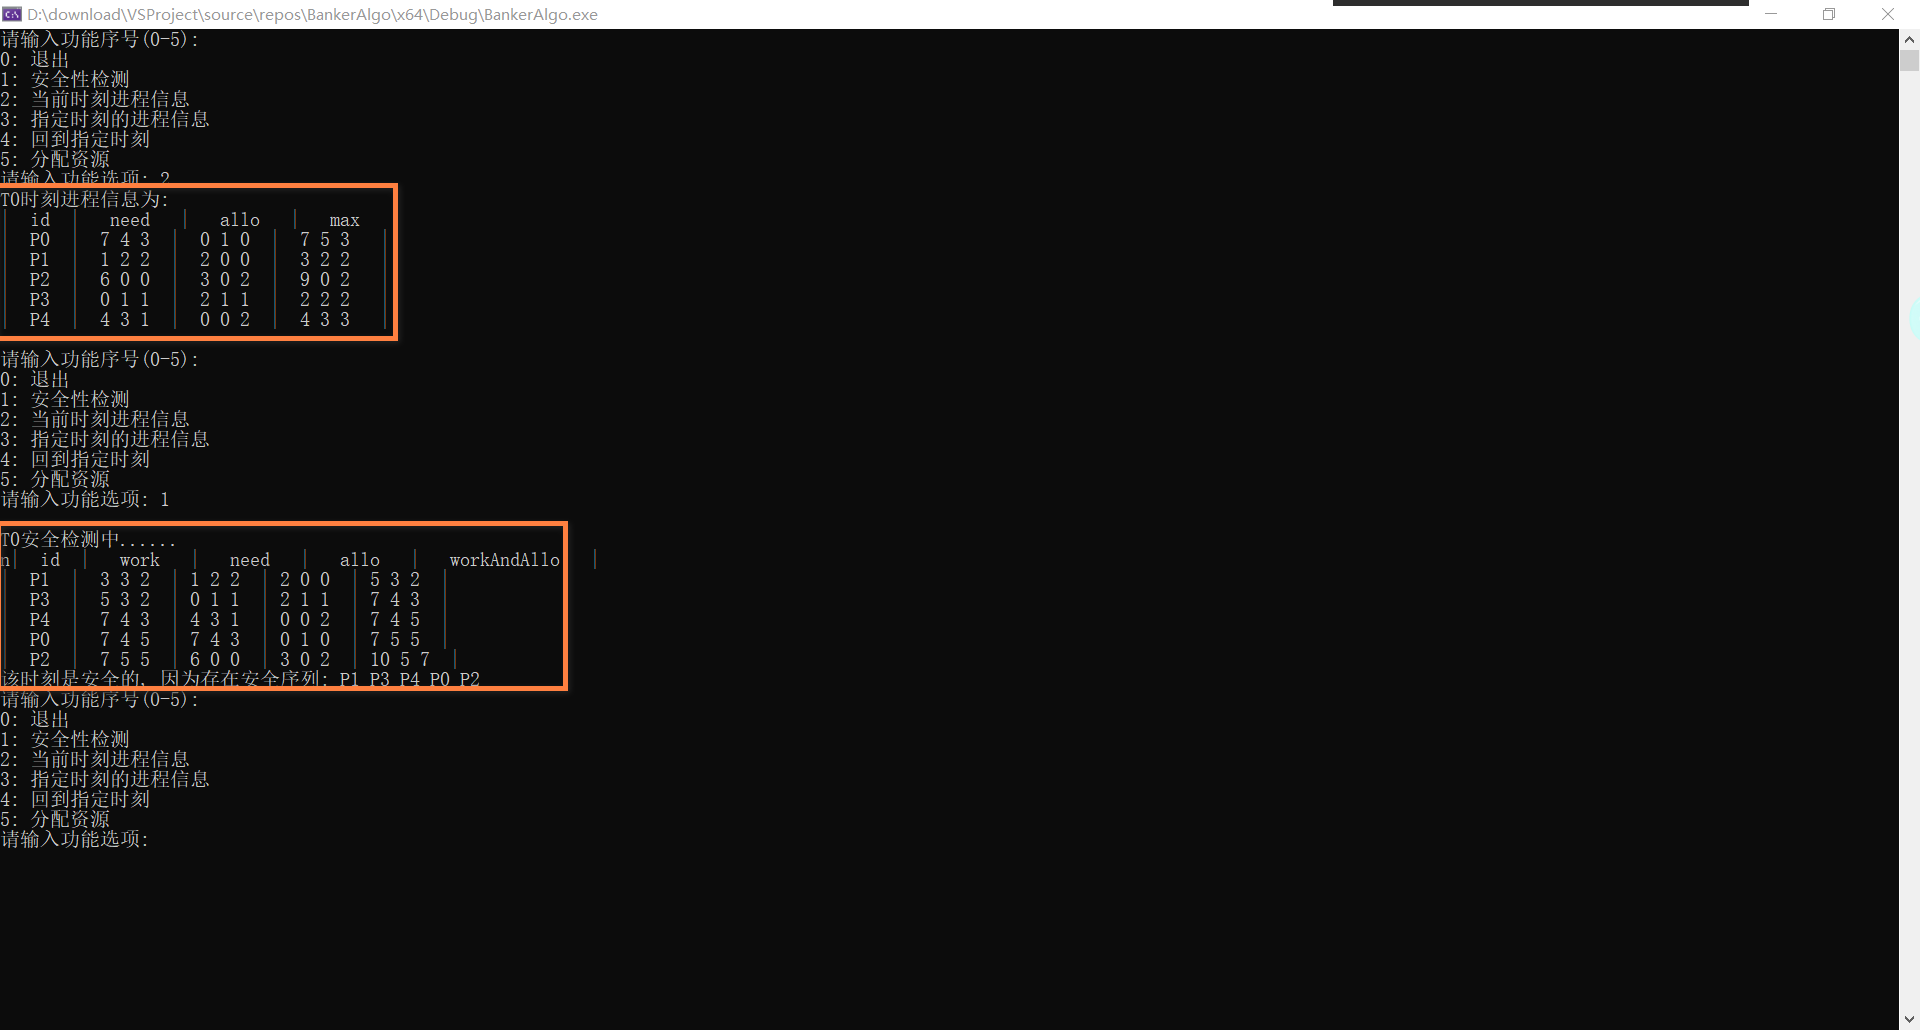 D:\download\VSProject\source\repos\BankerAlgo\x64\Debug\BankerAlgo.exe
请输入功能序号(0-5):
0: 退出
1: 安全性检测
2: 当前时刻进程信息
3: 指定时刻的进程信息
4: 回到指定时刻
5: 分配资源
请输入功能选项: 2
T0时刻进程信息为:
| id | need | allo | max
| P0 | 7 4 3 | 0 1 0 | 7 5 3 |
| P1 | 1 2 2 | 2 0 0 | 3 2 2 |
| P2 | 6 0 0 | 3 0 2 | 9 0 2 |
| P3 | 0 1 1 | 2 1 1 | 2 2 2 |
| P4 | 4 3 1 | 0 0 2 | 4 3 3 |
请输入功能序号(0-5):
0: 退出
1: 安全性检测
2: 当前时刻进程信息
3: 指定时刻的进程信息
4: 回到指定时刻
5: 分配资源
请输入功能选项: 1
T0安全检测中......
n| id | work | need | allo | workAndAllo |
| P1 | 3 3 2 | 1 2 2 | 2 0 0 | 5 3 2 |
| P3 | 5 3 2 | 0 1 1 | 2 1 1 | 7 4 3 |
| P4 | 7 4 3 | 4 3 1 | 0 0 2 | 7 4 5 |
| P0 | 7 4 5 | 7 4 3 | 0 1 0 | 7 5 5 |
| P2 | 7 5 5 | 6 0 0 | 3 0 2 | 10 5 7 |
该时刻是安全的, 因为存在安全序列: P1 P3 P4 P0 P2
请输入功能序号(0-5):
0: 退出
1: 安全性检测
2: 当前时刻进程信息
3: 指定时刻的进程信息
4: 回到指定时刻
5: 分配资源
请输入功能选项: